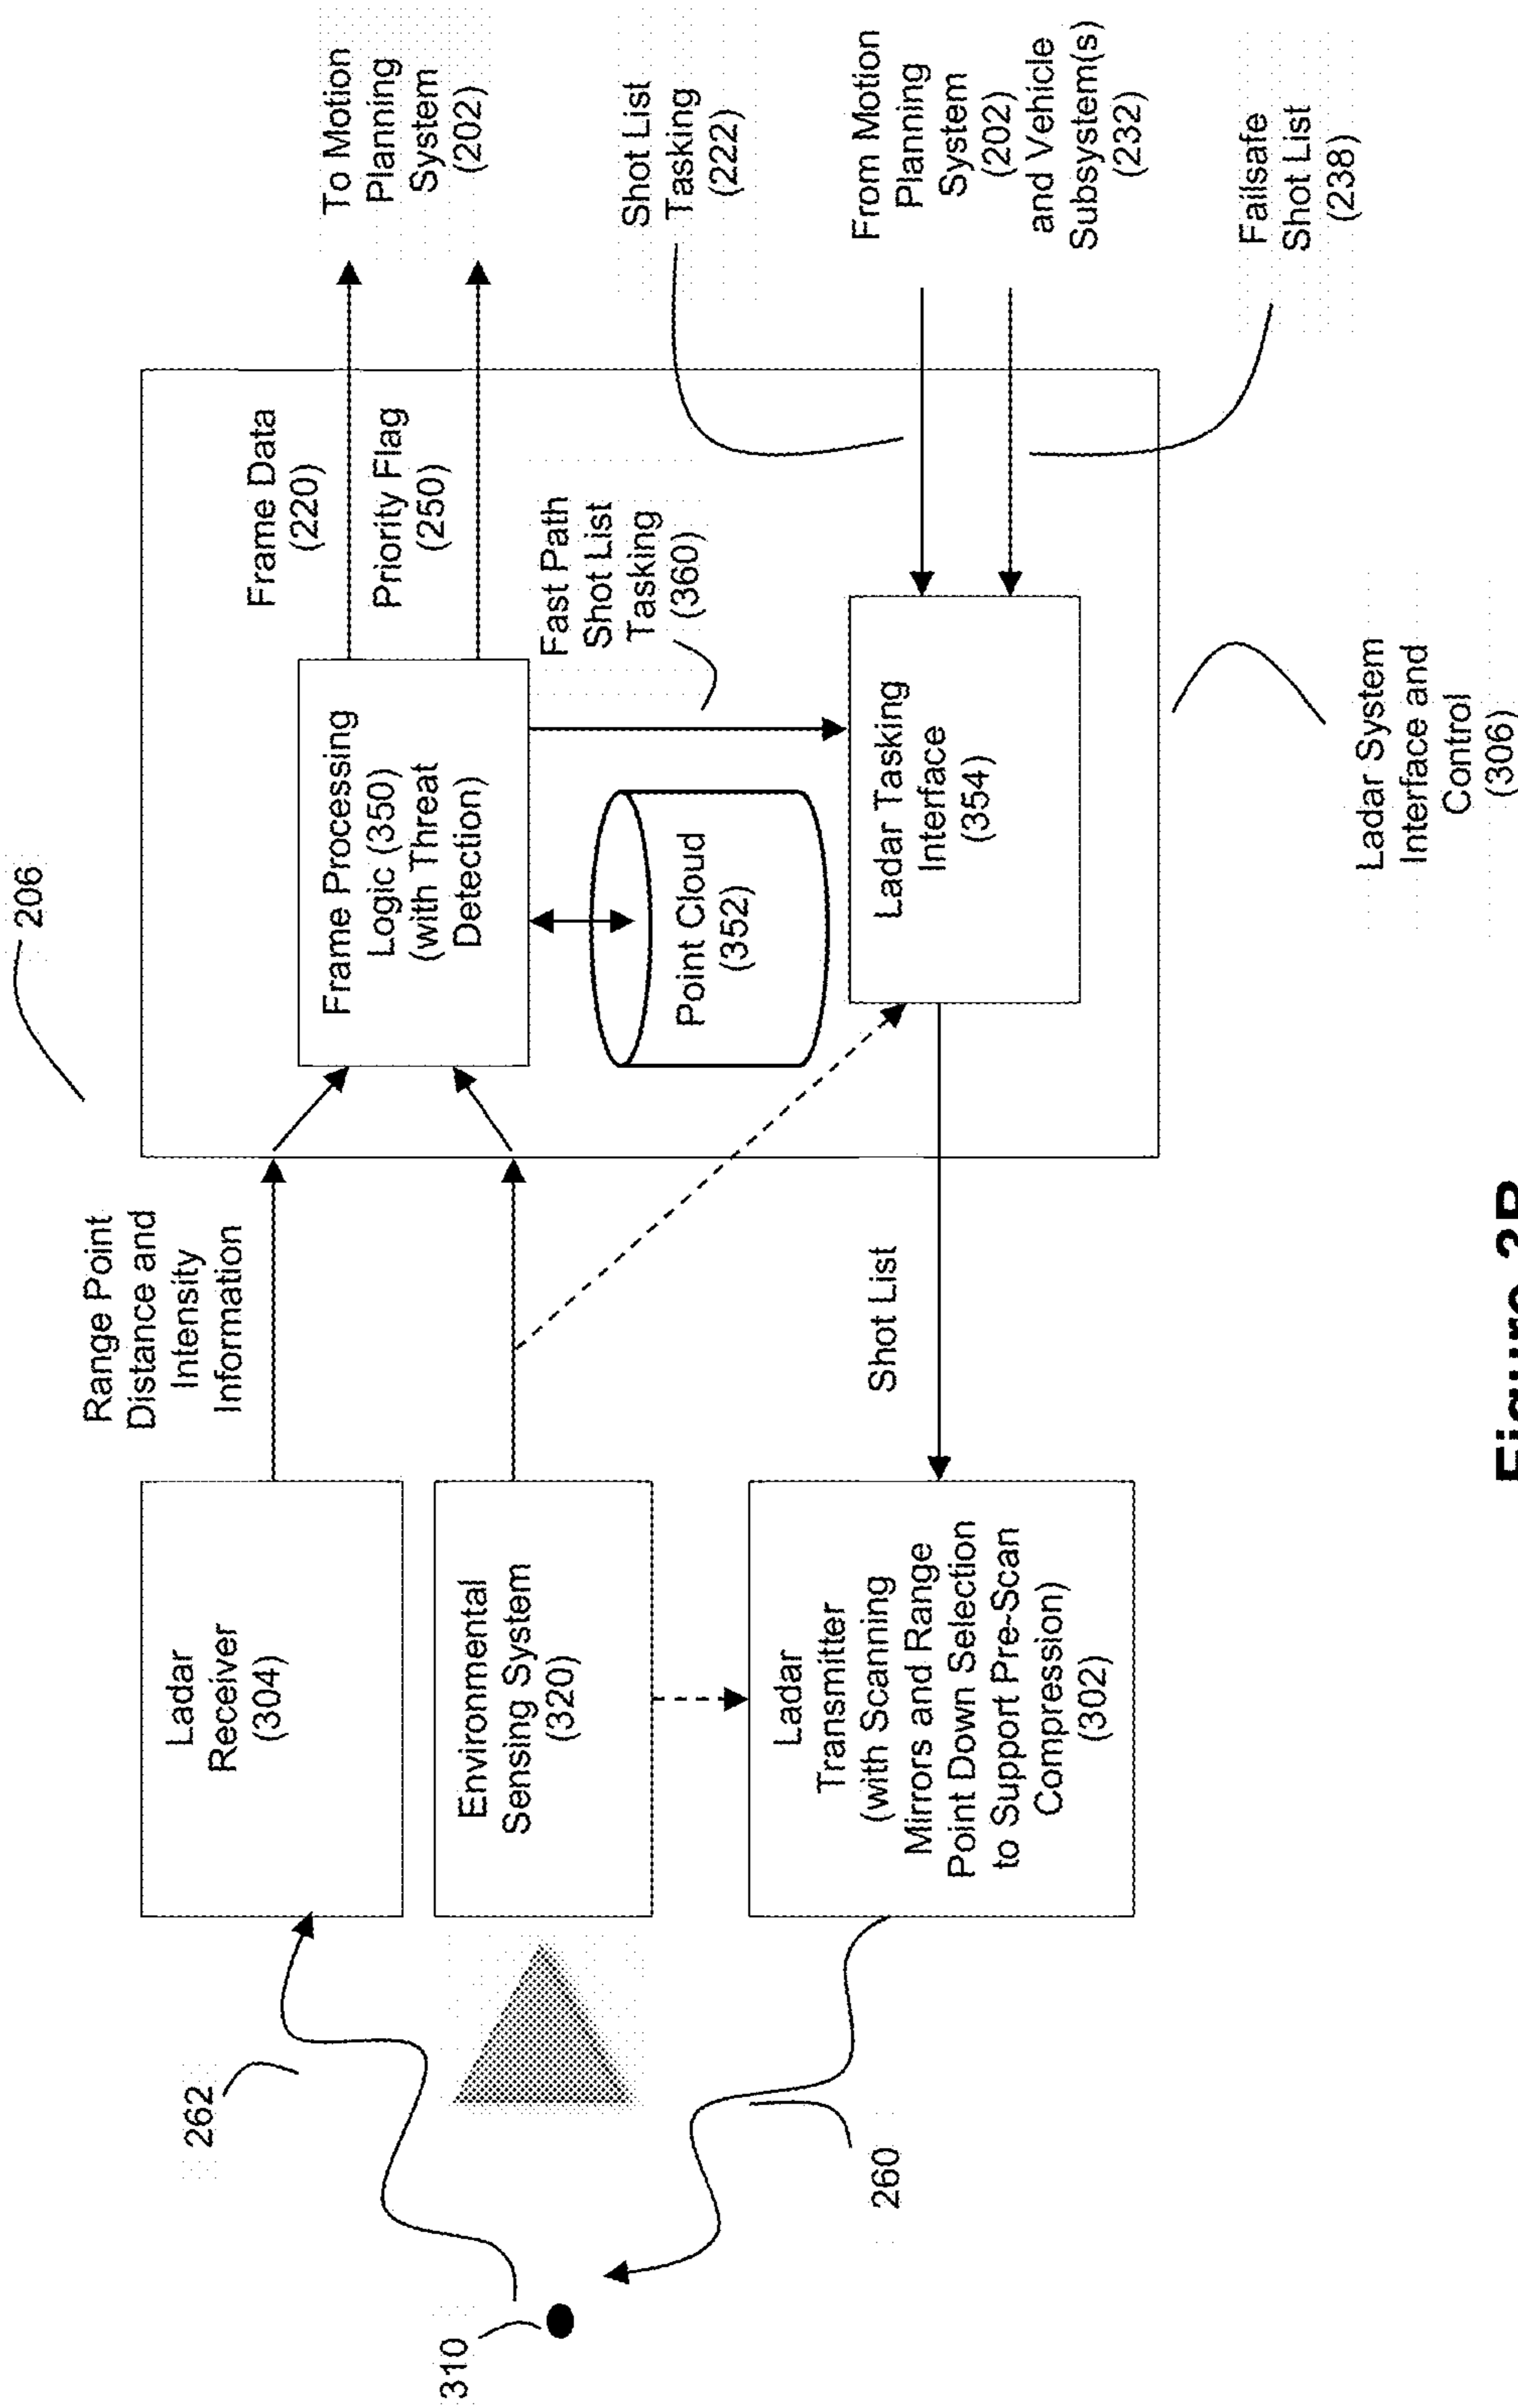 206
Range Point
Distance and
Intensity
Information
Frame Data
(220)
Priority Flag
(250)
To Motion
Planning
System
(202)
262
Ladar
Receiver
(304)
Frame Processing
Logic (350)
(with Threat
Detection)
Fast Path
Shot List
Tasking
(360)
Shot List
Tasking
(222)
310
Environmental
Sensing System
(320)
Point Cloud
(352)
260
Ladar
Transmitter
(with Scanning
Mirrors and Range
Point Down Selection
to Support Pre-Scan
Compression)
(302)
Shot List
Ladar Tasking
Interface
(354)
From Motion
Planning
System
(202)
and Vehicle
Subsystem(s)
(232)
Failsafe
Shot List
(238)
Ladar System
Interface and
Control
(306)